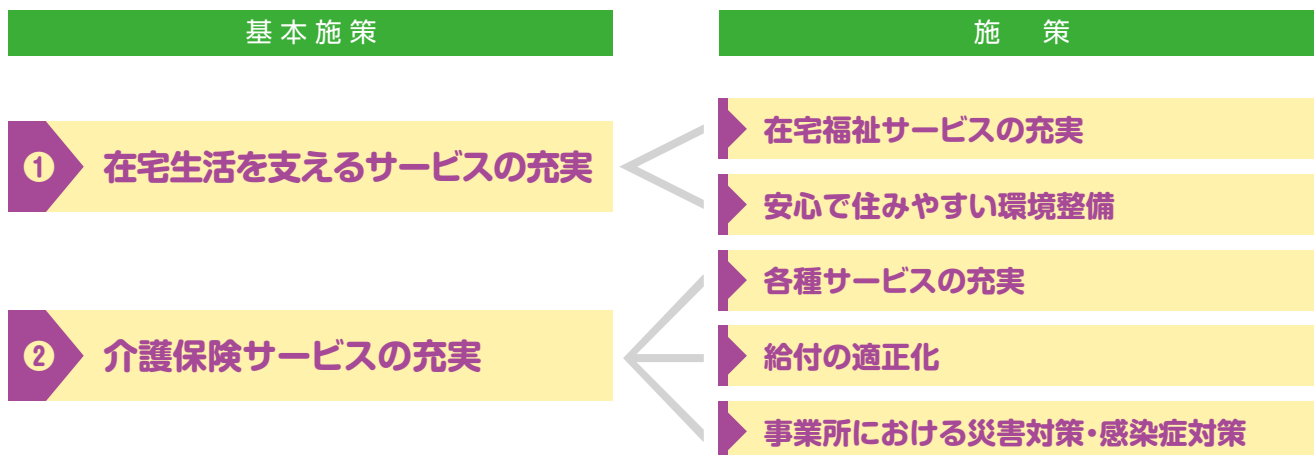 基本施策
施 策
❶ 在宅生活を支えるサービスの充実
在宅福祉サービスの充実
安心で住みやすい環境整備
❷ 介護保険サービスの充実
各種サービスの充実
給付の適正化
事業所における災害対策・感染症対策